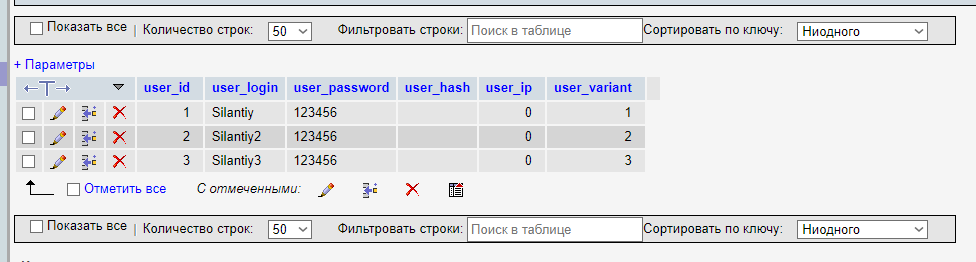 Показать все | Количество строк: 50 Фильтровать строки: Поиск в таблице Сортировать по ключу: Ниодного
+ Параметры
user_id user_login user_password user_hash user_ip user_variant
1 Silantiy 123456 0 1
2 Silantiy2 123456 0 2
3 Silantiy3 123456 0 3
Отметить все С отмеченными:
Показать все | Количество строк: 50 Фильтровать строки: Поиск в таблице Сортировать по ключу: Ниодного